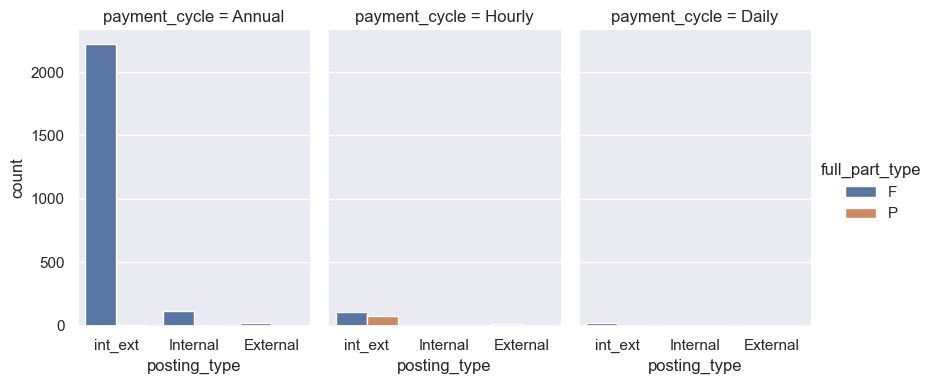 payment_cycle = Annual
payment_cycle = Hourly
payment_cycle = Daily
2000
1500
1000
500
0
count
int_ext
Internal
External
int_ext
Internal
External
int_ext
Internal
External
posting_type
posting_type
posting_type
full_part_type
F
P